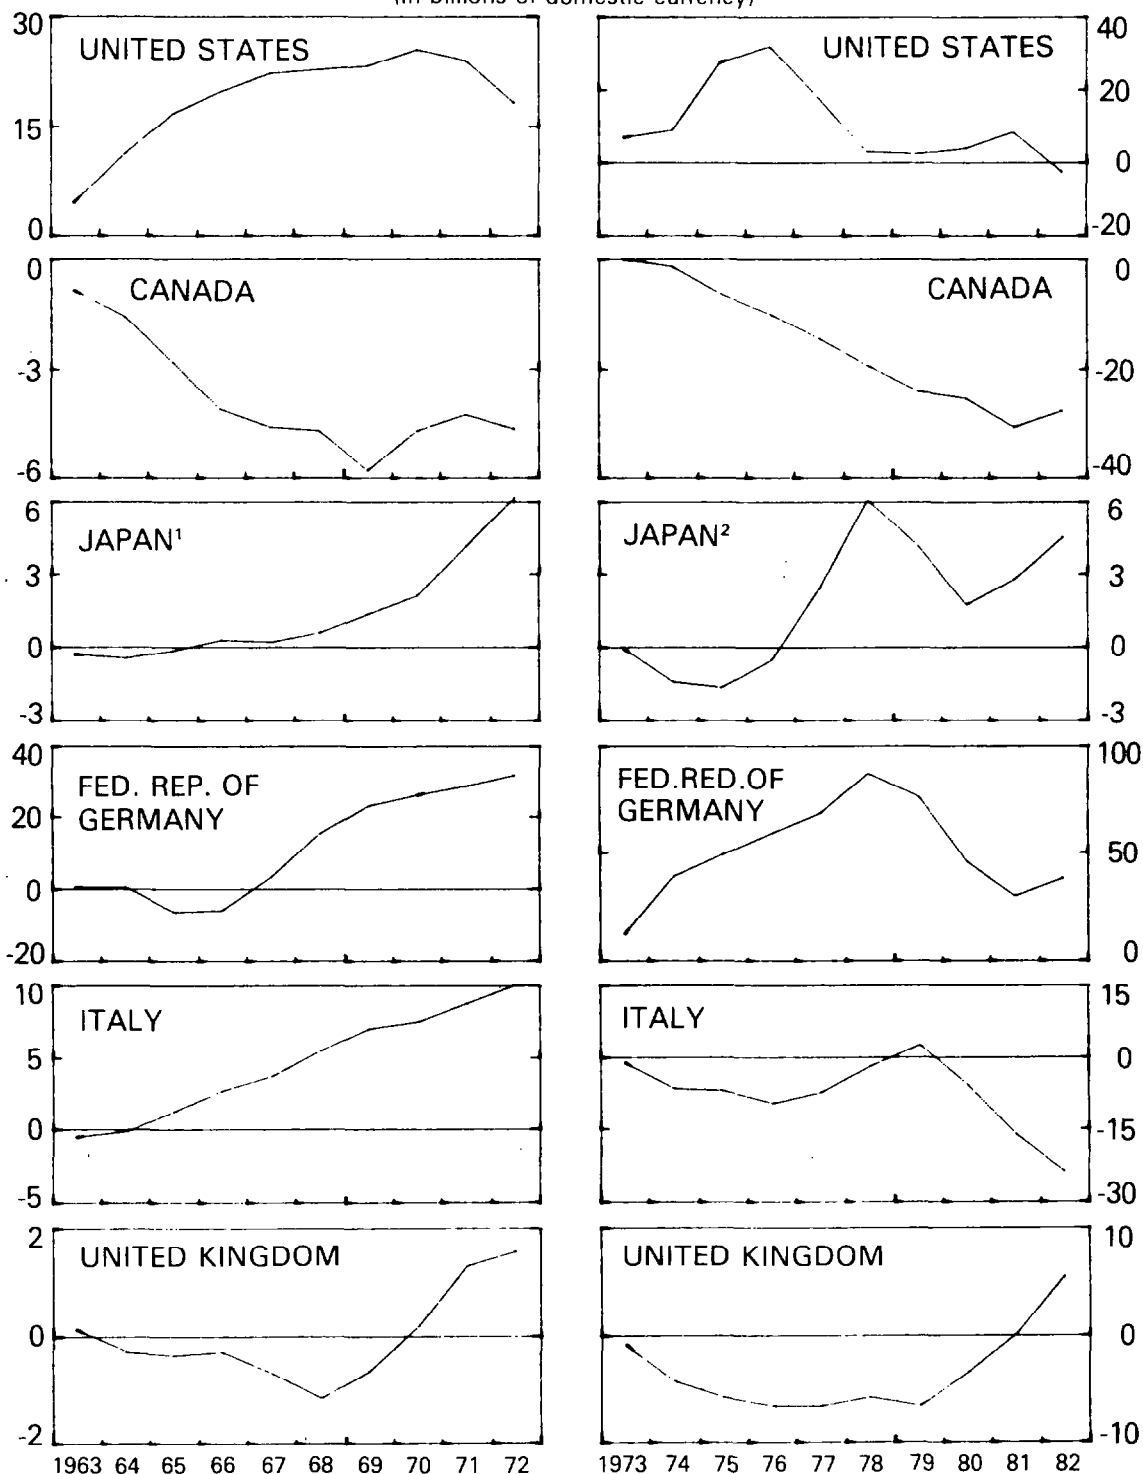 (In billions of domestic currency)
30
UNITED STATES
15
0
UNITED STATES
40
20
0
-20
0
CANADA
-3
-6
CANADA
0
-20
-40
6
JAPAN¹
3
0
-3
JAPAN²
6
3
0
-3
40
FED. REP. OF
GERMANY
20
0
-20
FED.RED.OF
GERMANY
100
50
0
10
ITALY
5
0
-5
ITALY
15
0
-15
-30
2
UNITED KINGDOM
0
-2
UNITED KINGDOM
10
0
-10
1963 64 65 66 67 68 69 70 71 72
1973 74 75 76 77 78 79 80 81 82